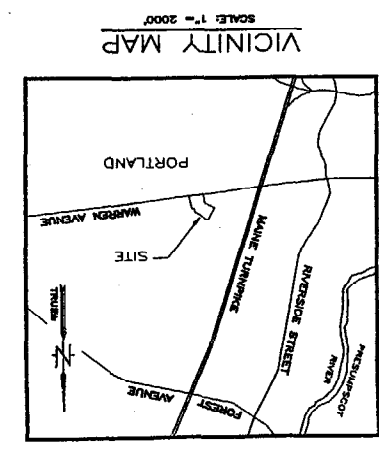 FOREST
AVENUE
PRESUMPSCOT
RIVER
N
TRUE
RIVERSIDE STREET
MAINE TURNPIKE
SITE
WARREN AVENUE
PORTLAND
VICINITY MAP
SCALE: 1"= 2000'